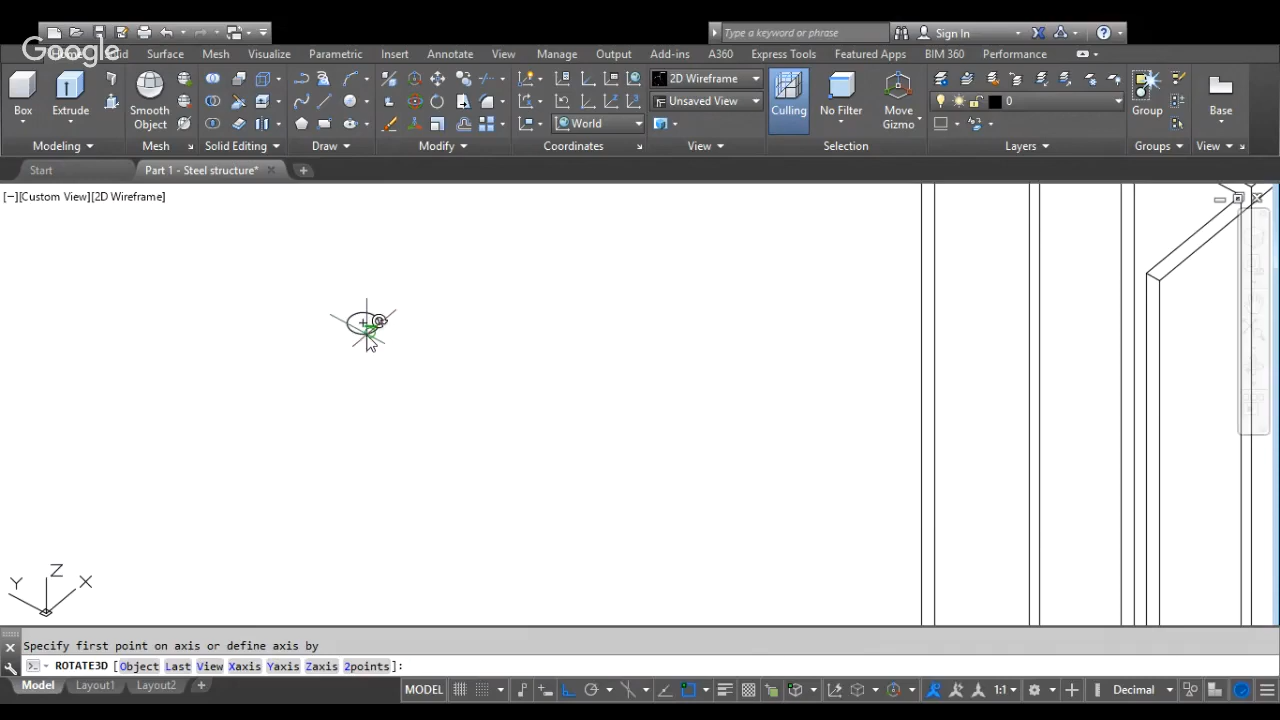 Type a keyword or phrase
Sign In
Google
Surface Mesh Visualize Parametric Insert Annotate View Manage Output Add-ins A360 Express Tools Featured Apps BIM 360 Performance
Box
Extrude
Smooth Object
2D Wireframe
Unsaved View
World
Culling
No Filter
Move Gizmo
0
Group
Base
Modeling Mesh Solid Editing Draw Modify Coordinates View Selection Layers Groups View
Start Part 1 - Steel structure*
[−][Custom View][2D Wireframe]
Z
Y X
Specify first point on axis or define axis by
ROTATE3D [Object Last View Xaxis Yaxis Zaxis 2points]:
Model Layout1 Layout2
MODEL 1:1 Decimal